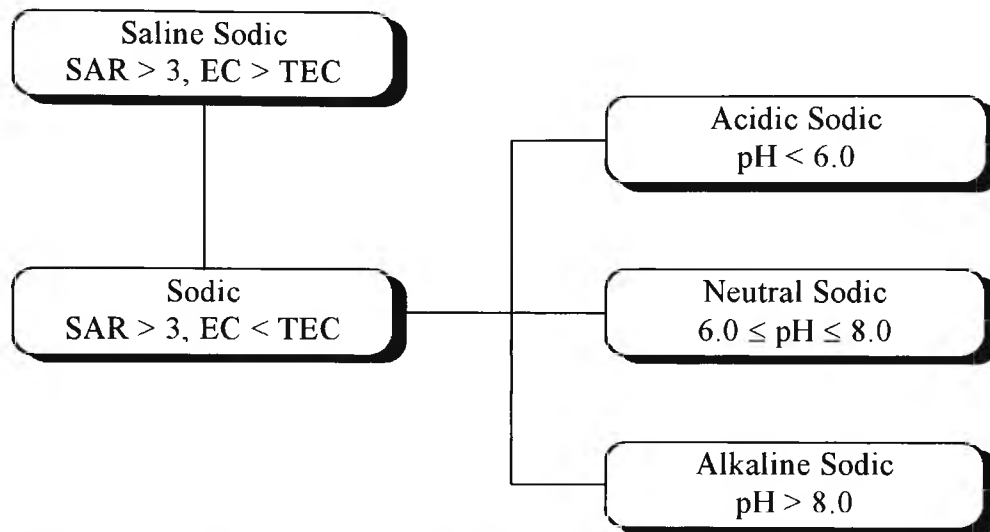 Saline Sodic
SAR > 3, EC > TEC
Sodic
SAR > 3, EC < TEC
Acidic Sodic
pH < 6.0
Neutral Sodic
6.0 ≤ pH ≤ 8.0
Alkaline Sodic
pH > 8.0